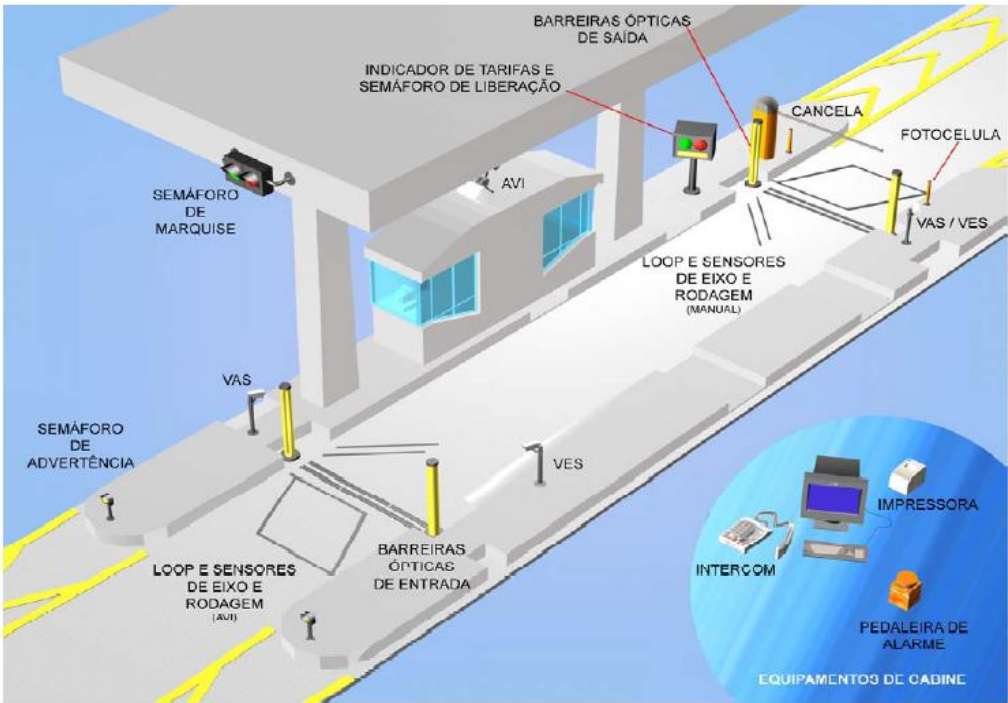 BARREIRAS ÓPTICAS
DE SAÍDA
INDICADOR DE TARIFAS E
SEMÁFORO DE LIBERAÇÃO
CANCELA
FOTOCELULA
SEMÁFORO
DE
MARQUISE
AVI
VAS / VES
LOOP E SENSORES
DE EIXO E
RODAGEM
(MANUAL)
VAS
SEMÁFORO
DE
ADVERTÊNCIA
VES
IMPRESSORA
BARREIRAS
ÓPTICAS
DE ENTRADA
LOOP E SENSORES
DE EIXO E
RODAGEM
(AVI)
INTERCOM
PEDALEIRA DE
ALARME
EQUIPAMENTOS DE CABINE